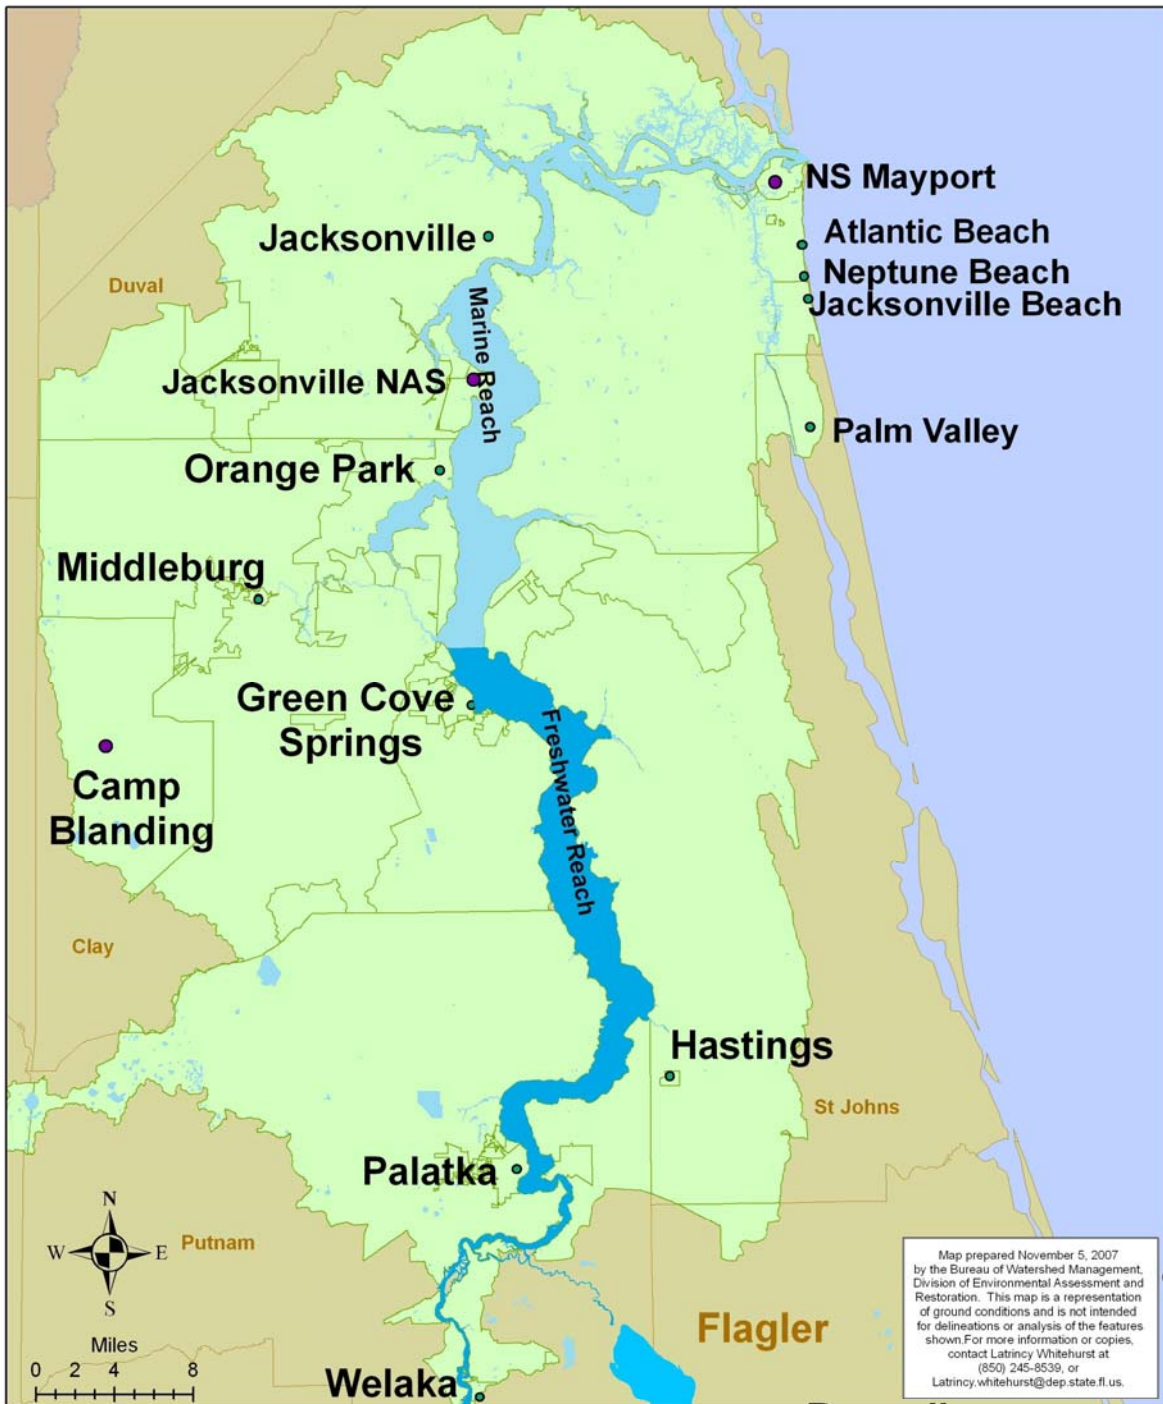 NS Mayport
Jacksonville
Atlantic Beach
Neptune Beach
Duval
Jacksonville Beach
Marine Reach
Jacksonville NAS
Palm Valley
Orange Park
Middleburg
Green Cove
Springs
Freshwater Reach
Camp
Blanding
Clay
Hastings
St Johns
Palatka
N
W
E
S
Putnam
Map prepared November 5, 2007
by the Bureau of Watershed Management,
Division of Environmental Assessment and
Restoration. This map is a representation
of ground conditions and is not intended
for delineations or analysis of the features
shown.For more information or copies,
contact Latrincy Whitehurst at
(850) 245-8539, or
Latrincy.whitehurst@dep.state.fl.us.
Flagler
Miles
0 2 4 8
Welaka